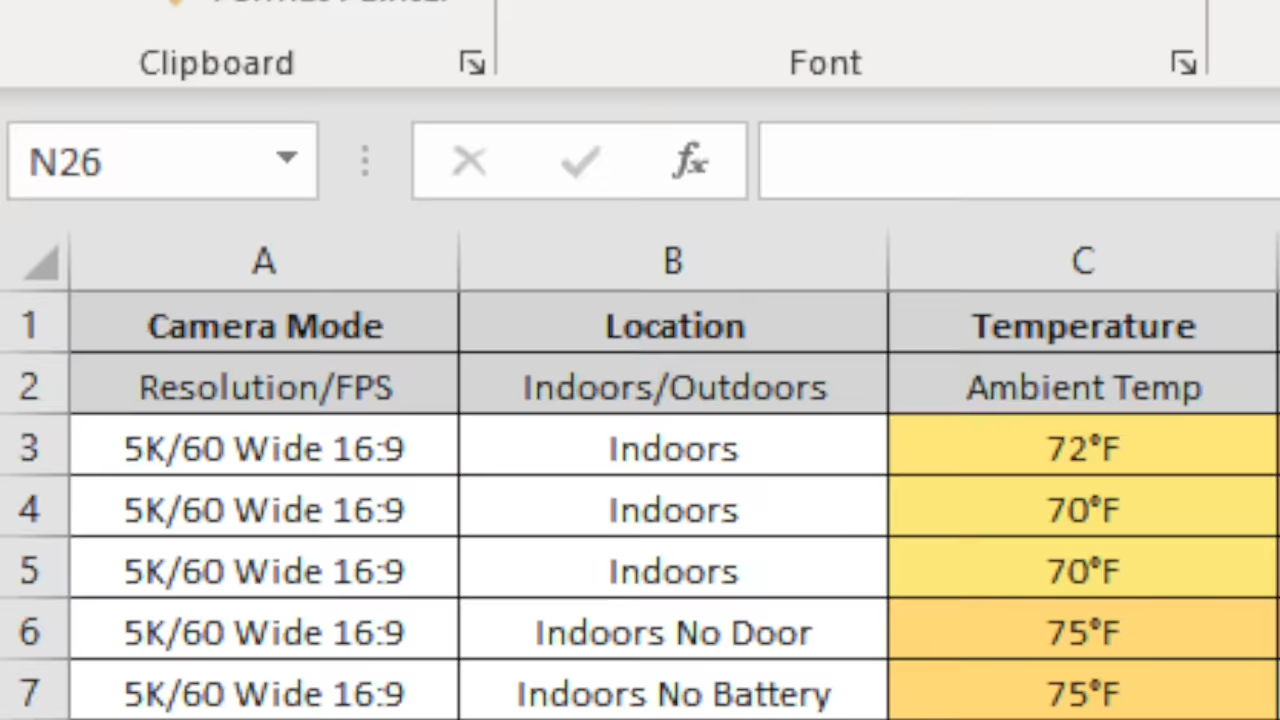 Clipboard Font
N26 fx
A B C
1 Camera Mode Location Temperature
2 Resolution/FPS Indoors/Outdoors Ambient Temp
3 5K/60 Wide 16:9 Indoors 72°F
4 5K/60 Wide 16:9 Indoors 70°F
5 5K/60 Wide 16:9 Indoors 70°F
6 5K/60 Wide 16:9 Indoors No Door 75°F
7 5K/60 Wide 16:9 Indoors No Battery 75°F